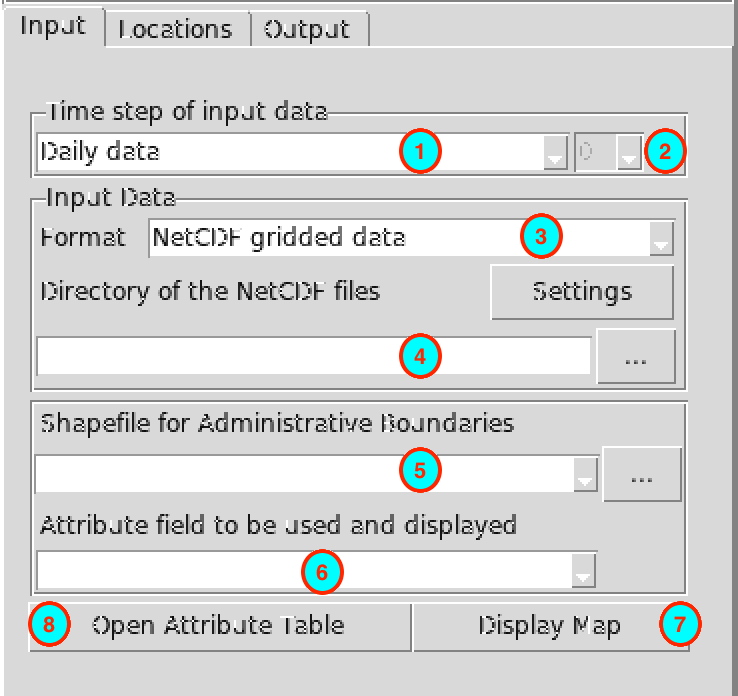 Input Locations Output
Time step of input data
Daily data 1 0 2
Input Data
Format NetCDF gridded data 3
Directory of the NetCDF files Settings
4 ...
Shapefile for Administrative Boundaries
5 ...
Attribute field to be used and displayed
6
8 Open Attribute Table Display Map 7